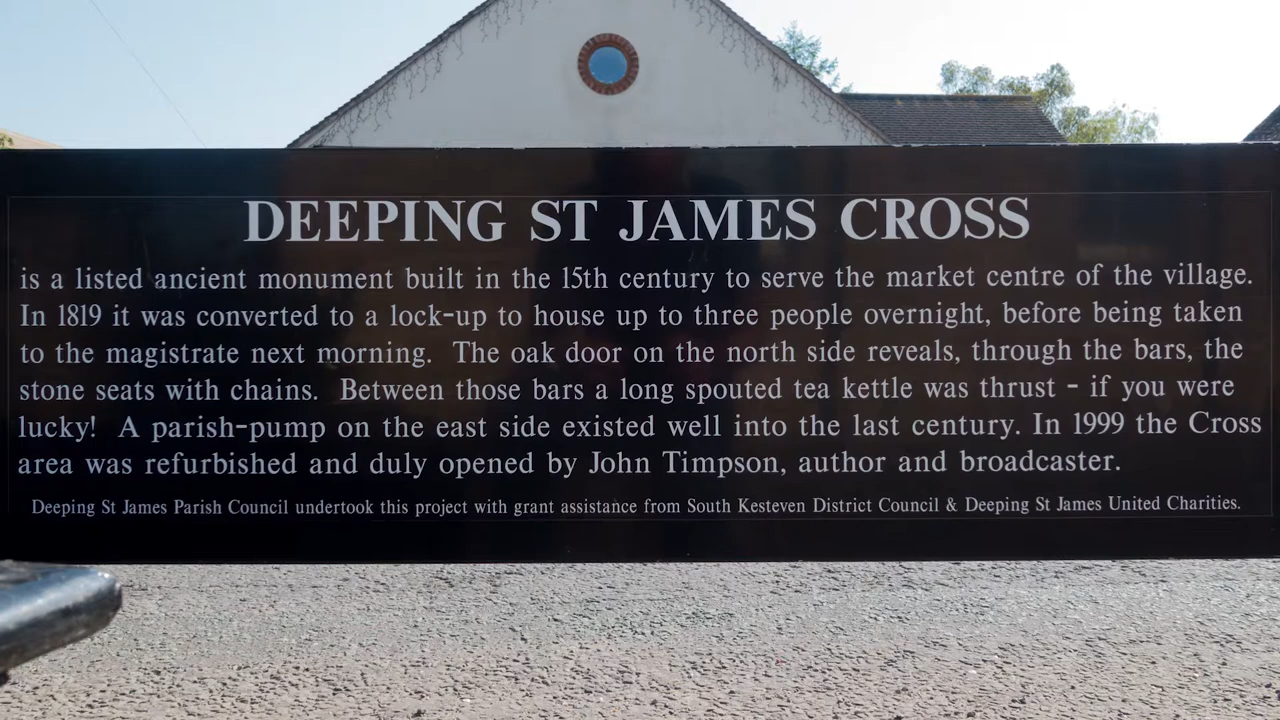 DEEPING ST JAMES CROSS
is a listed ancient monument built in the 15th century to serve the market centre of the village.
In 1819 it was converted to a lock-up to house up to three people overnight, before being taken
to the magistrate next morning. The oak door on the north side reveals, through the bars, the
stone seats with chains. Between those bars a long spouted tea kettle was thrust - if you were
lucky! A parish-pump on the east side existed well into the last century. In 1999 the Cross
area was refurbished and duly opened by John Timpson, author and broadcaster.
Deeping St James Parish Council undertook this project with grant assistance from South Kesteven District Council & Deeping St James United Charities.